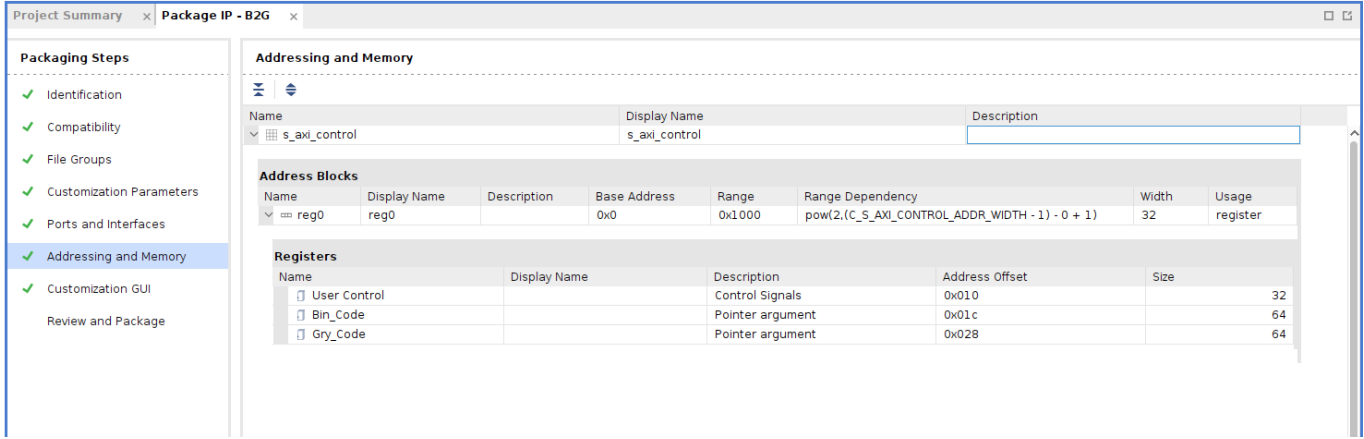 Project Summary × Package IP - B2G ×
Packaging Steps
Identification
Compatibility
File Groups
Customization Parameters
Ports and Interfaces
Addressing and Memory
Customization GUI
Review and Package
Addressing and Memory
Name Display Name Description
s_axi_control s_axi_control
Address Blocks
Name Display Name Description Base Address Range Range Dependency Width Usage
reg0 reg0 0x0 0x1000 pow(2,(C_S_AXI_CONTROL_ADDR_WIDTH - 1) - 0 + 1) 32 register
Registers
Name Display Name Description Address Offset Size
User Control Control Signals 0x010 32
Bin_Code Pointer argument 0x01c 64
Gry_Code Pointer argument 0x028 64